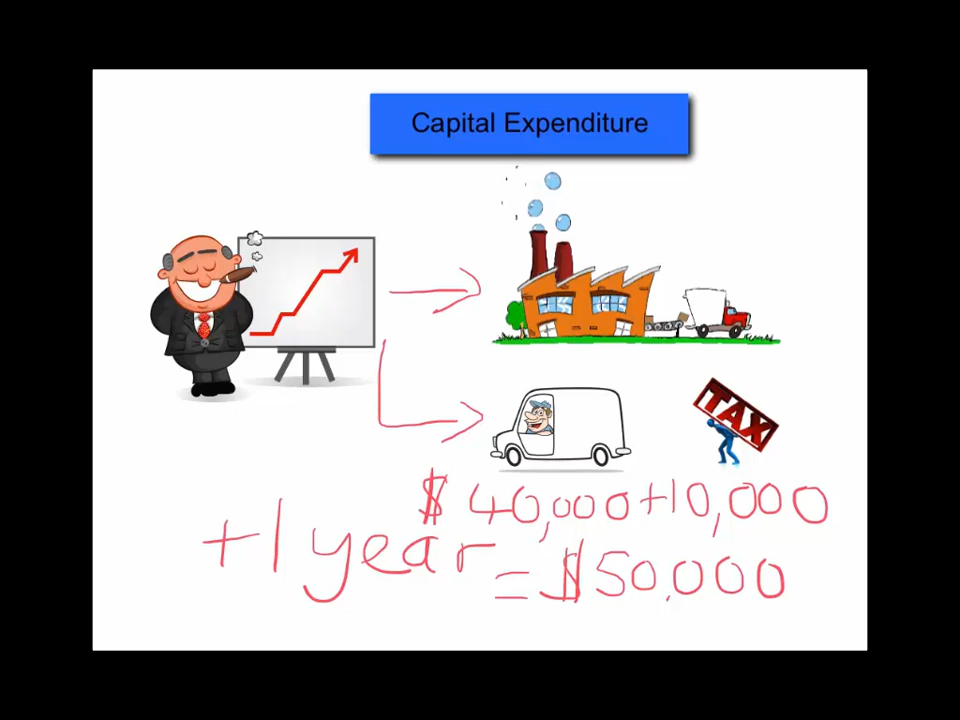 Capital Expenditure
TAX
$ 40,000+10,000
+1 year
= $50,000